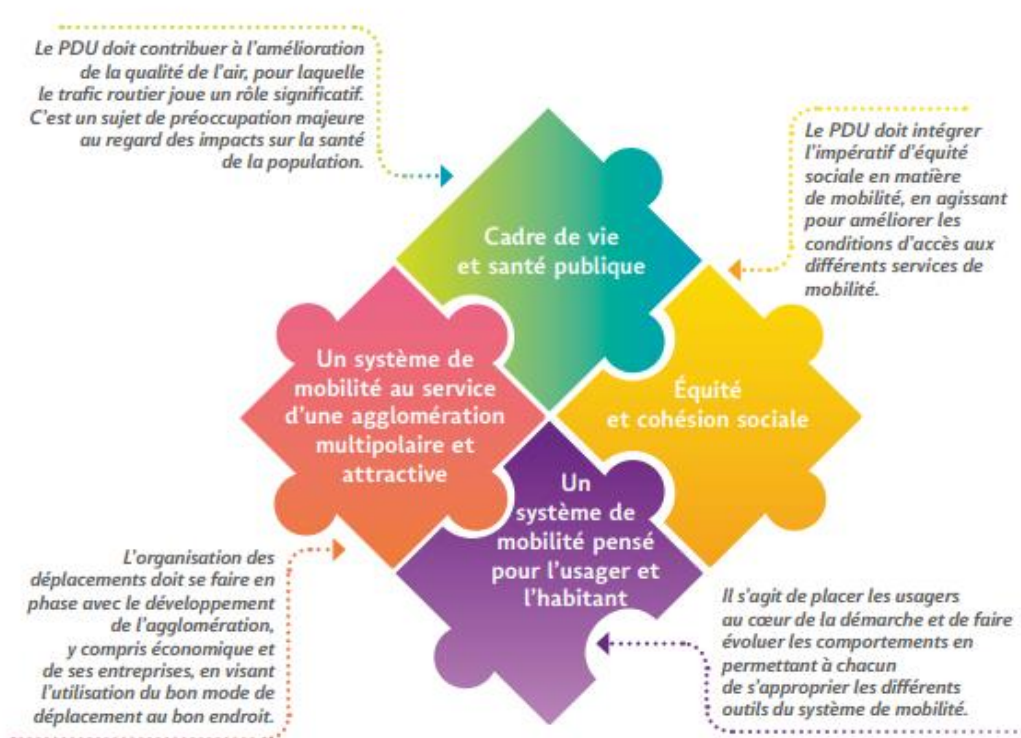 Le PDU doit contribuer à l'amélioration
de la qualité de l'air, pour laquelle
le trafic routier joue un rôle significatif.
C'est un sujet de préoccupation majeure
au regard des impacts sur la santé
de la population.
Le PDU doit intégrer
l'impératif d'équité
sociale en matière
de mobilité, en agissant
pour améliorer les
conditions d'accès aux
différents services de
mobilité.
Cadre de vie
et santé publique
Un système de
mobilité au service
d'une agglomération
multipolaire et
attractive
Équité
et cohésion sociale
Un
système de
mobilité pensé
pour l'usager et
l'habitant
L'organisation des
déplacements doit se faire en
phase avec le développement
de l'agglomération,
y compris économique et
de ses entreprises, en visant
l'utilisation du bon mode de
déplacement au bon endroit.
Il s'agit de placer les usagers
au cœur de la démarche et de faire
évoluer les comportements en
permettant à chacun
de s'approprier les différents
outils du système de mobilité.